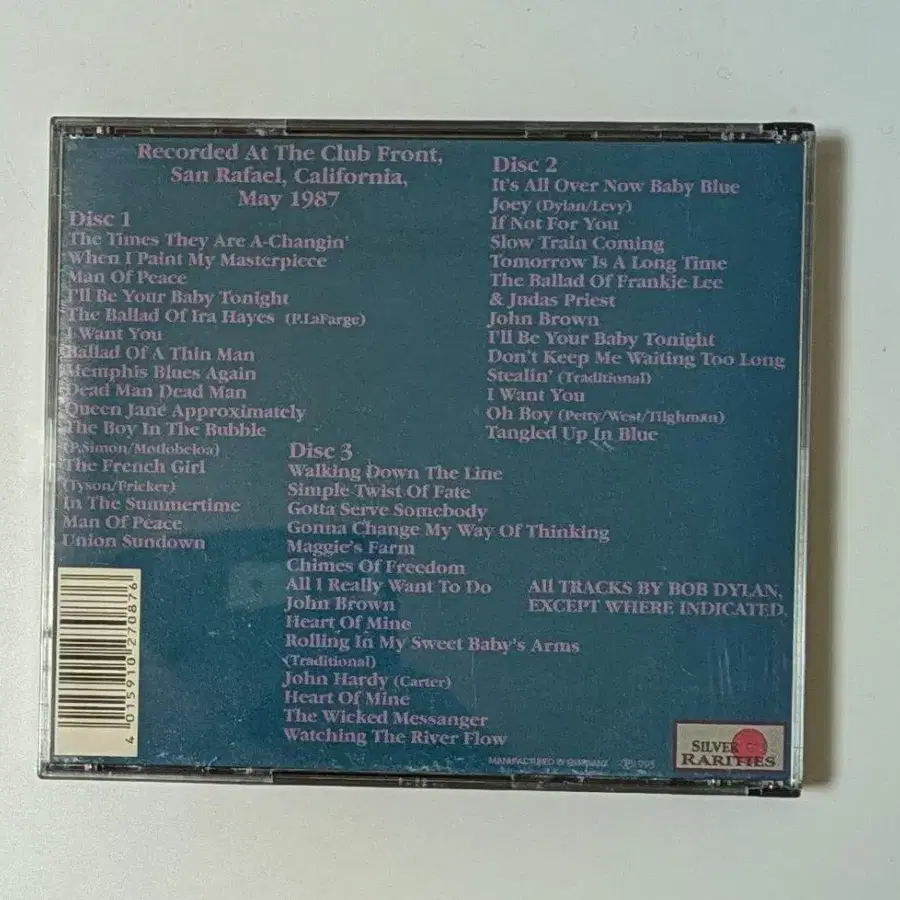 Recorded At The Club Front,
San Rafael, California,
May 1987
Disc 1
The Times They Are A-Changin'
When I Paint My Masterpiece
Man Of Peace
I'll Be Your Baby Tonight
The Ballad Of Ira Hayes (P.LaFarge)
I Want You
Ballad Of A Thin Man
Memphis Blues Again
Dead Man Dead Man
Queen Jane Approximately
The Boy In The Bubble
(P.Simon/Motlobeloa)
The French Girl
(Tyson/Fricker)
In The Summertime
Man Of Peace
Union Sundown
Disc 2
It's All Over Now Baby Blue
Joey (Dylan/Levy)
If Not For You
Slow Train Coming
Tomorrow Is A Long Time
The Ballad Of Frankie Lee
& Judas Priest
John Brown
I'll Be Your Baby Tonight
Don't Keep Me Waiting Too Long
Stealin' (Traditional)
I Want You
Oh Boy (Petty/West/Tilghman)
Tangled Up In Blue
Disc 3
Walking Down The Line
Simple Twist Of Fate
Gotta Serve Somebody
Gonna Change My Way Of Thinking
Maggie's Farm
Chimes Of Freedom
All I Really Want To Do
John Brown
Heart Of Mine
Rolling In My Sweet Baby's Arms
(Traditional)
John Hardy (Carter)
Heart Of Mine
The Wicked Messanger
Watching The River Flow
All TRACKS BY BOB DYLAN,
EXCEPT WHERE INDICATED.
4 015910 270876
MANUFACTURED IN
SILVER
RARITIES